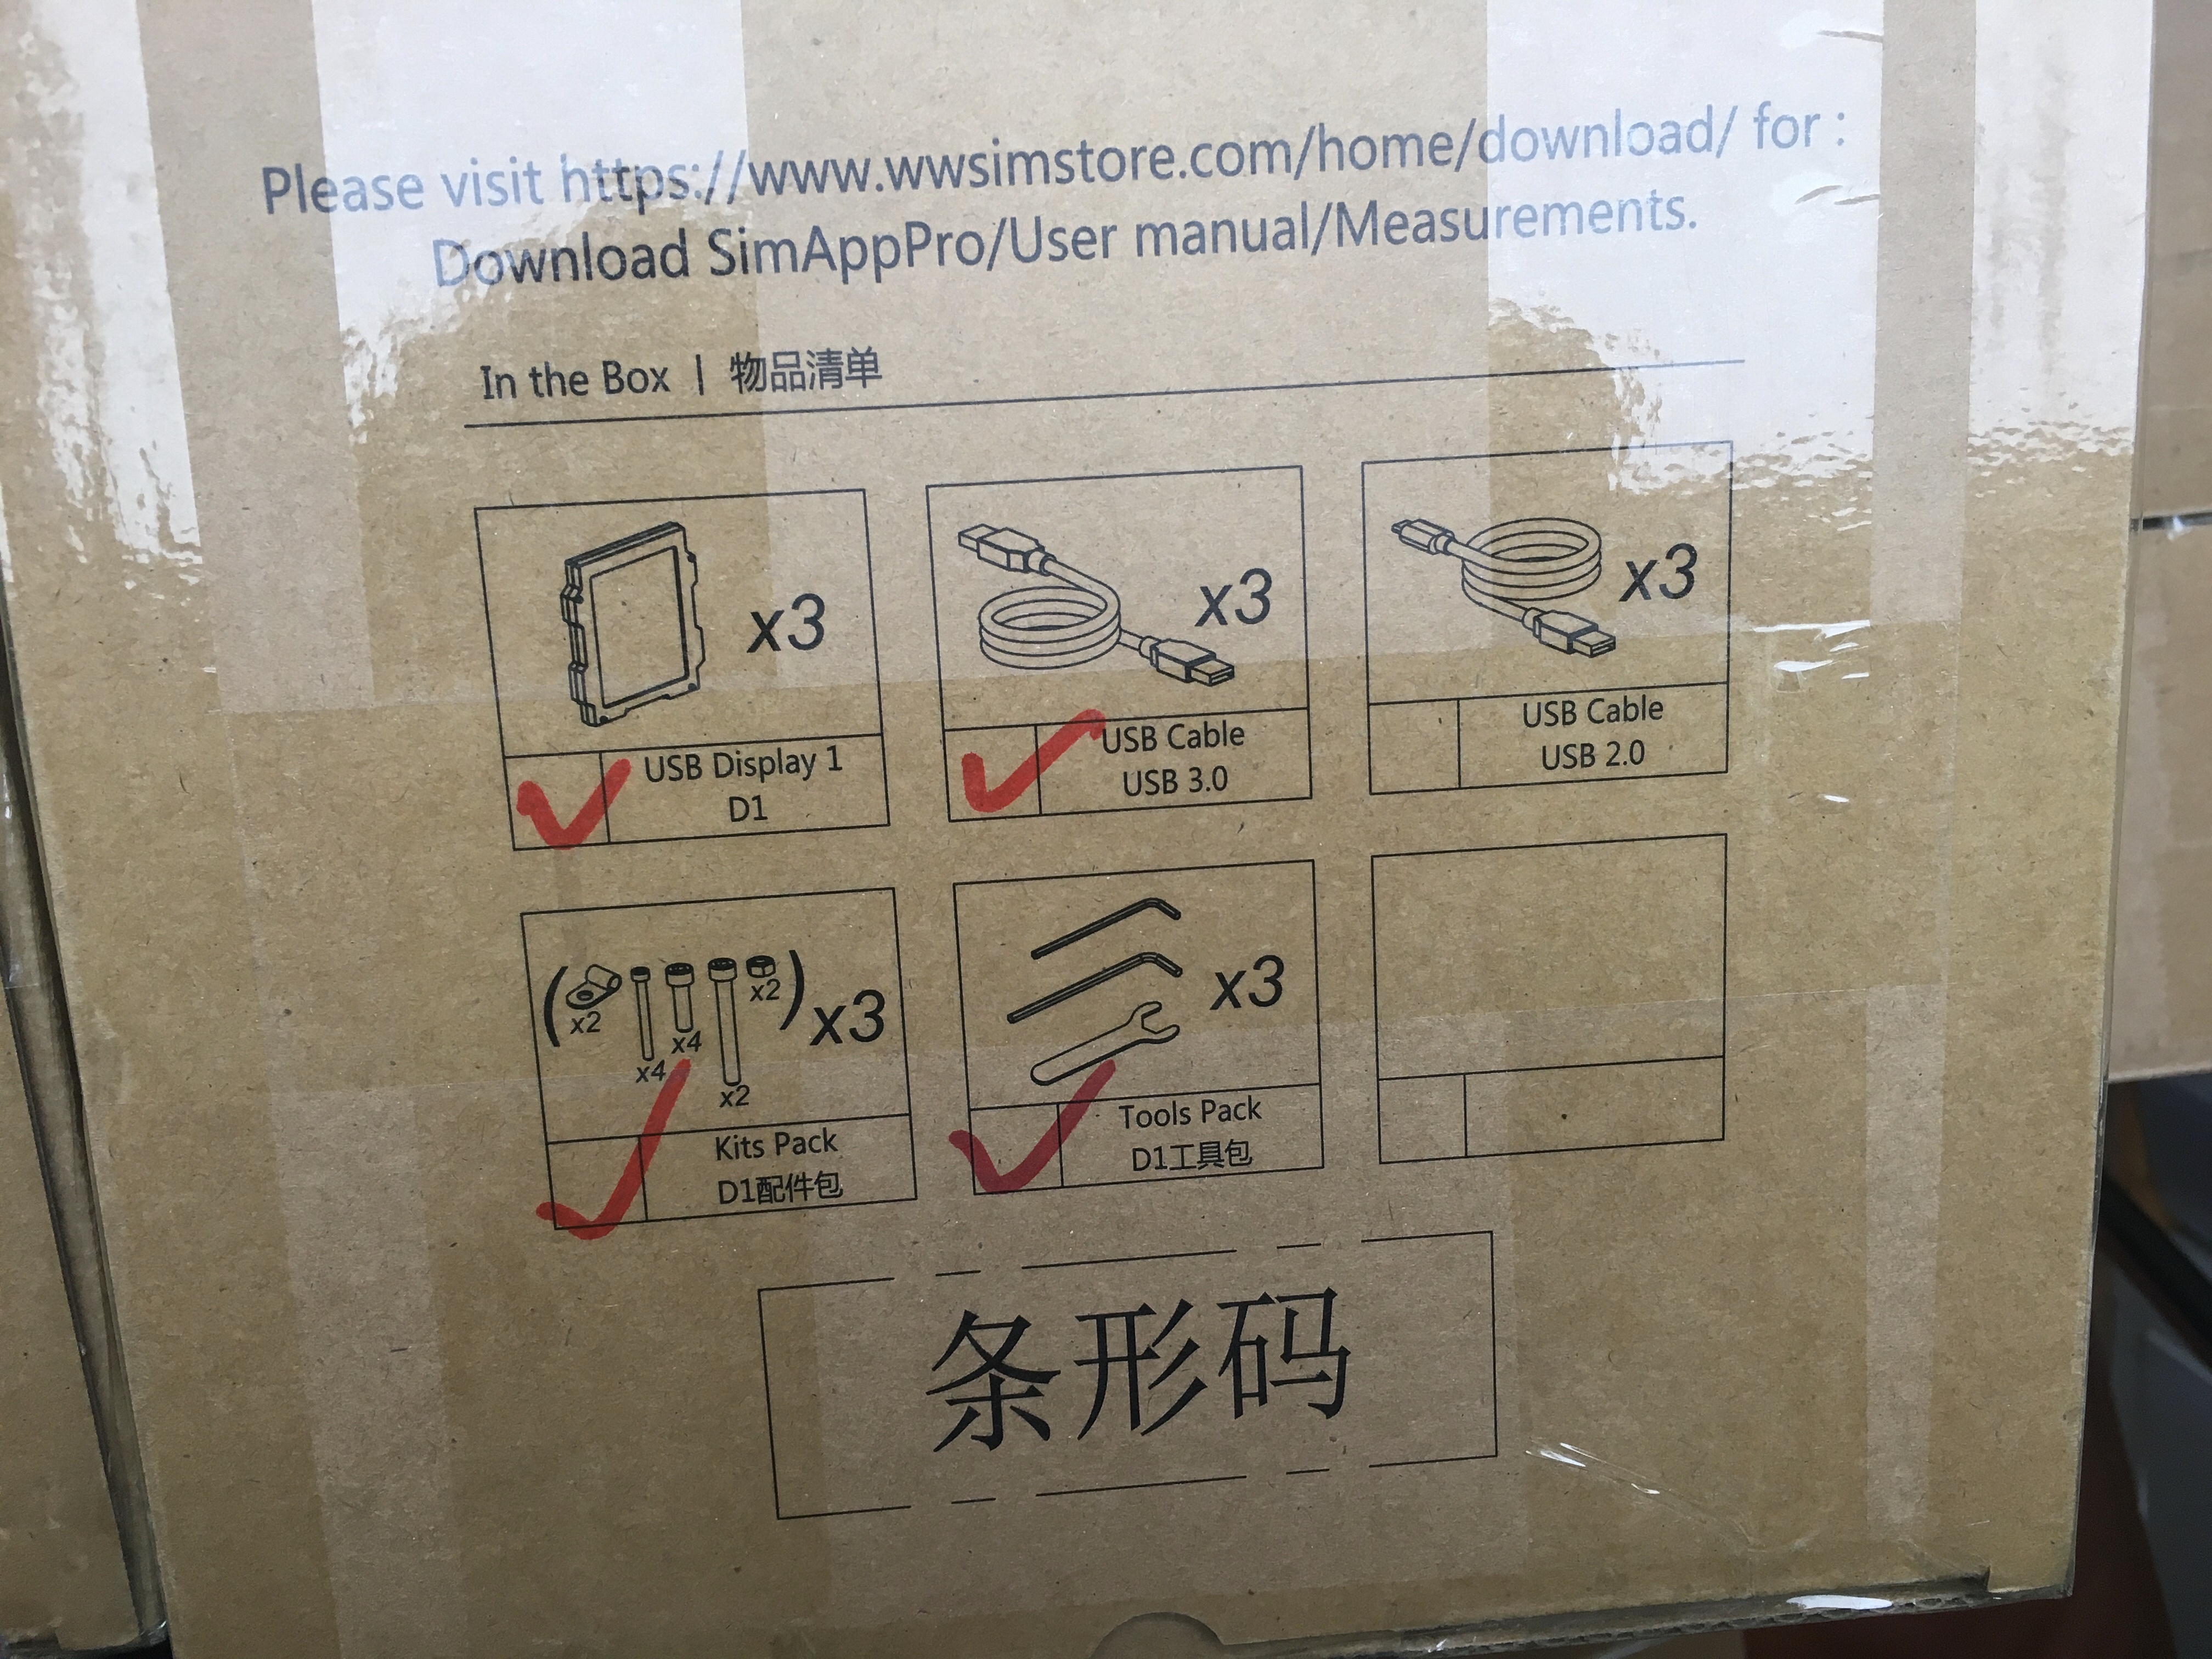 Please visit https://www.wwsimstore.com/home/download/ for :
Download SimAppPro/User manual/Measurements.
In the Box | 物品清单
x3
USB Display 1
D1
x3
USB Cable
USB 3.0
x3
USB Cable
USB 2.0
( x2 x4 x4 x2 x2 ) x3
Kits Pack
D1配件包
x3
Tools Pack
D1工具包
条形码